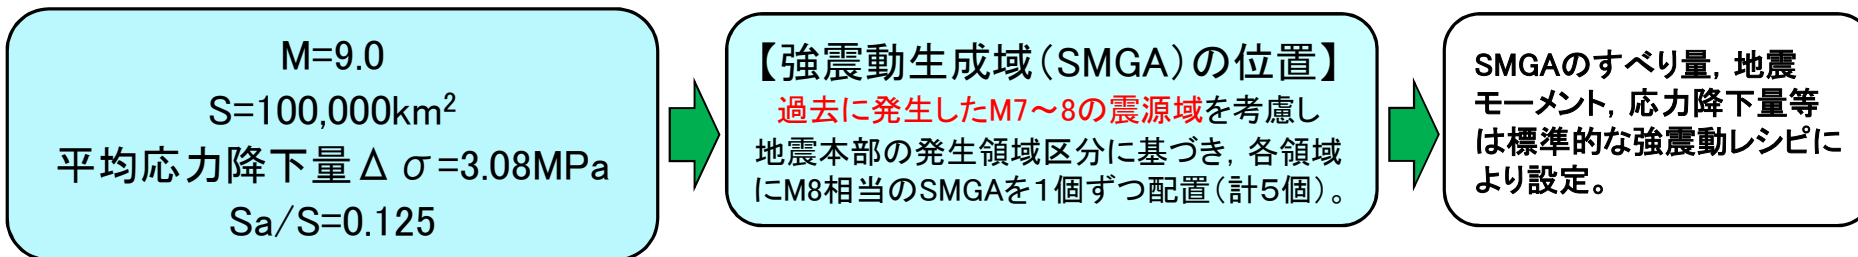 M=9.0
S=100,000km²
平均応力降下量Δσ=3.08MPa
Sa/S=0.125
【強震動生成域(SMGA)の位置】
過去に発生したM7~8の震源域を考慮し
地震本部の発生領域区分に基づき,各領域
にM8相当のSMGAを1個ずつ配置(計5個)。
SMGAのすべり量,地震
モーメント,応力降下量等
は標準的な強震動レシピに
より設定。